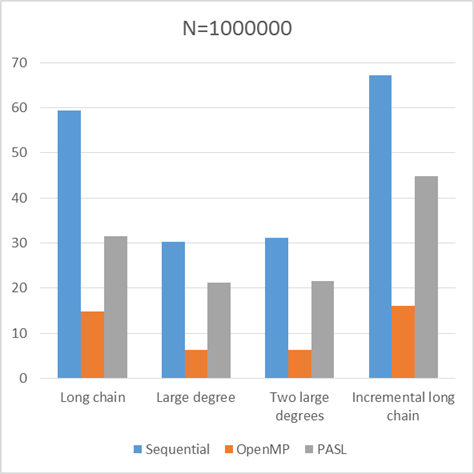 N=1000000
70
60
50
40
30
20
10
0
Long chain
Large degree
Two large
degrees
Incremental long
chain
Sequential
OpenMP
PASL